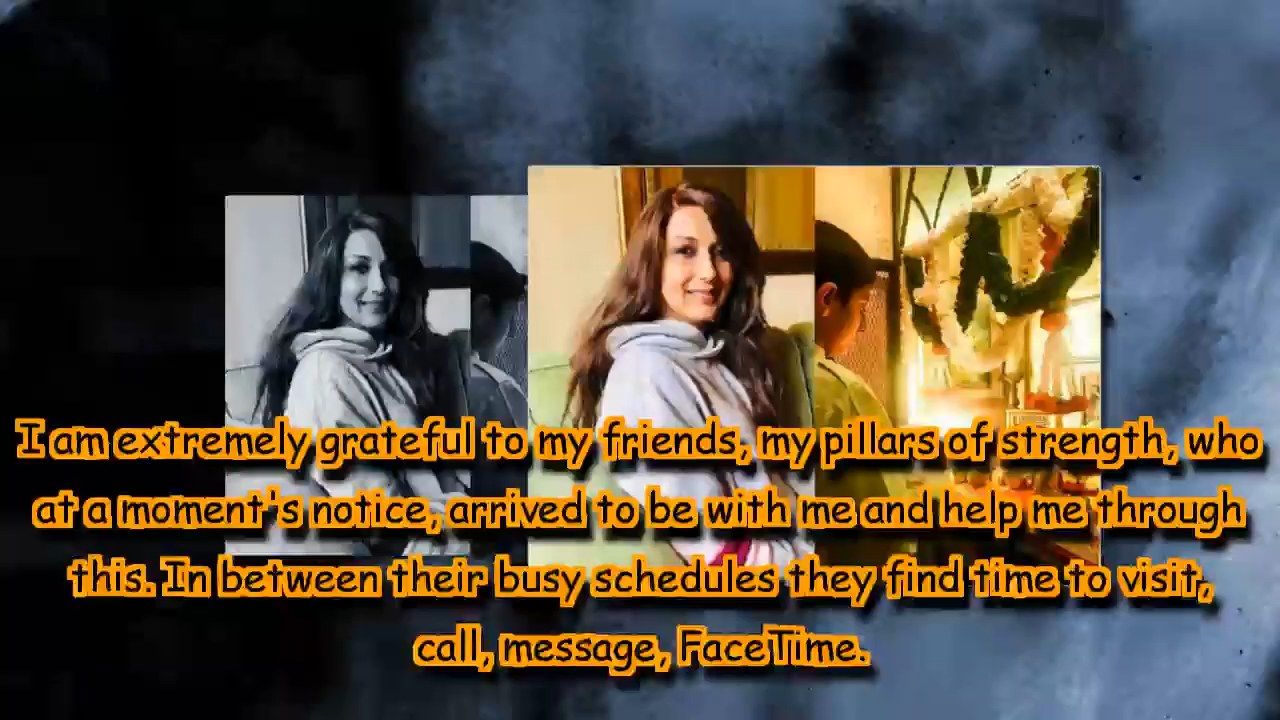 I am extremely grateful to my friends, my pillars of strength, who
at a moment's notice, arrived to be with me and help me through
this. In between their busy schedules they find time to visit,
call, message, FaceTime.